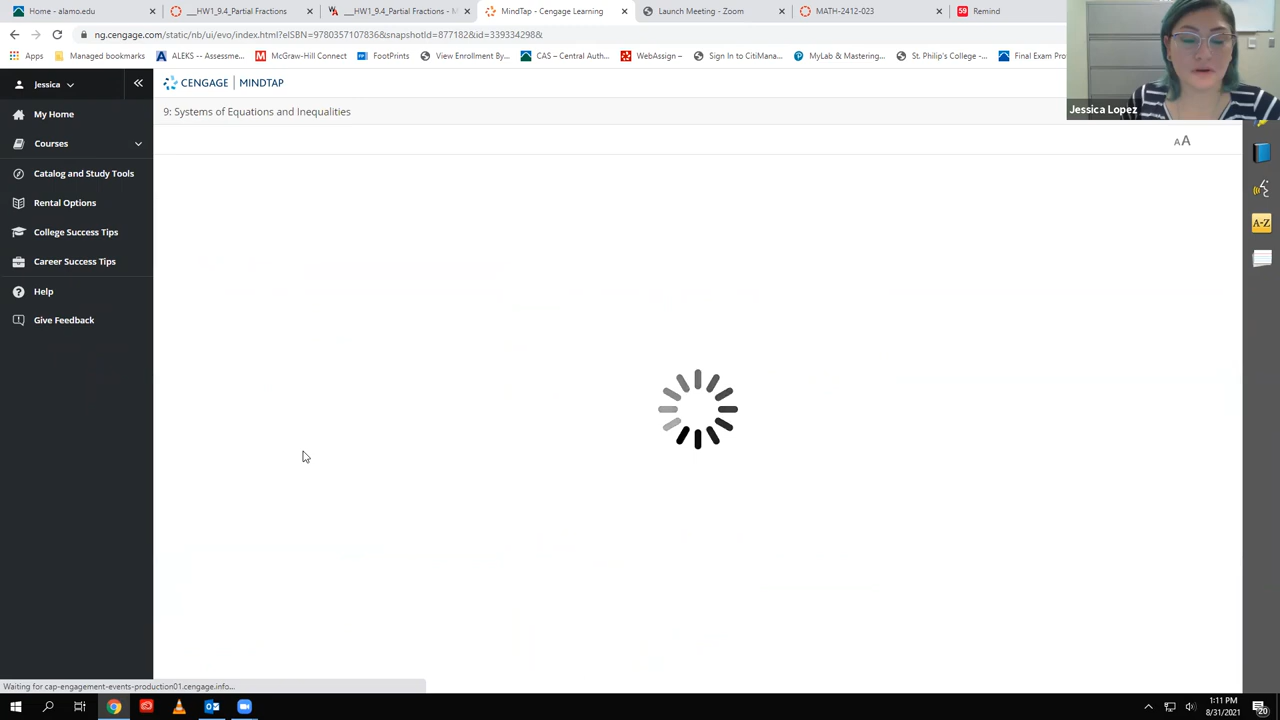 Home - alamo.edu
__HW1_9.4_Partial Fractions
__HW1_9.4_Partial Fractions - M
MindTap - Cengage Learning
Launch Meeting - Zoom
MATH-2412-023
59 Remind
ng.cengage.com/static/nb/ui/evo/index.html?eISBN=9780357107836&snapshotId=877182&id=339334298&
Apps
Managed bookmarks
ALEKS -- Assessme...
McGraw-Hill Connect
FootPrints
View Enrollment By...
CAS – Central Auth...
WebAssign –
Sign In to CitiMana...
MyLab & Mastering...
St. Philip's College -...
Final Exam Pro
Jessica
CENGAGE | MINDTAP
Jessica Lopez
My Home
9: Systems of Equations and Inequalities
Courses
AA
Catalog and Study Tools
Rental Options
A-Z
College Success Tips
Career Success Tips
Help
Give Feedback
Waiting for cap-engagement-events-production01.cengage.info...
1:11 PM
8/31/2021
20